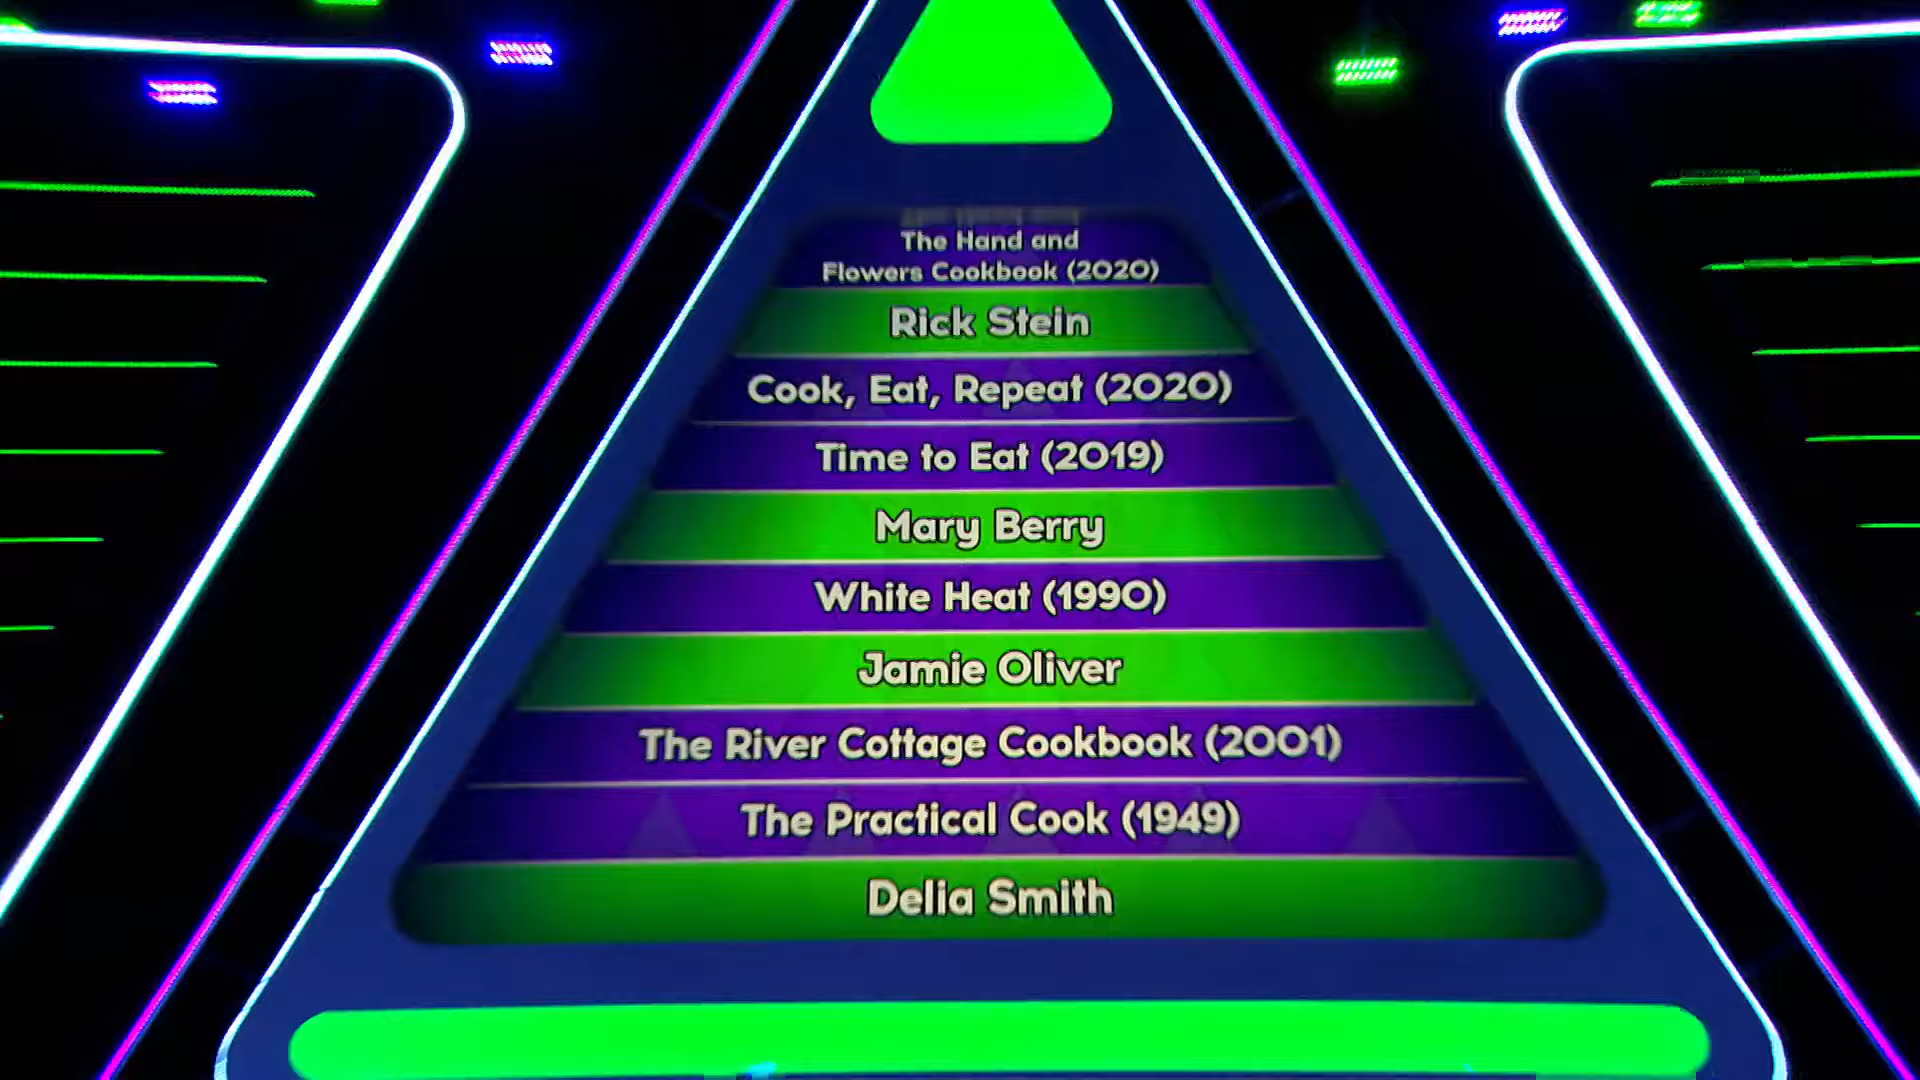 The Hand and
Flowers Cookbook (2020)
Rick Stein
Cook, Eat, Repeat (2020)
Time to Eat (2019)
Mary Berry
White Heat (1990)
Jamie Oliver
The River Cottage Cookbook (2001)
The Practical Cook (1949)
Delia Smith